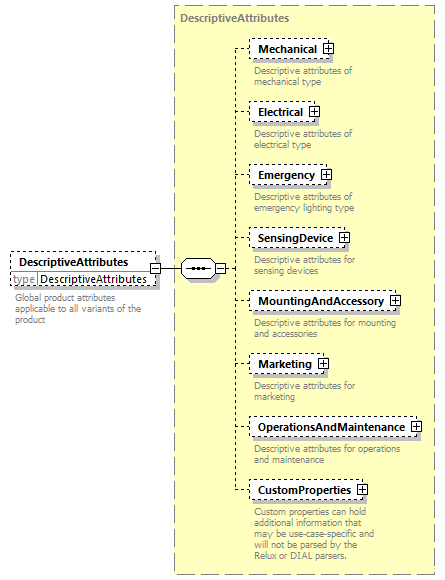 DescriptiveAttributes
Mechanical
Descriptive attributes of
mechanical type
Electrical
Descriptive attributes of
electrical type
Emergency
Descriptive attributes of
emergency lighting type
SensingDevice
Descriptive attributes for
sensing devices
DescriptiveAttributes
type DescriptiveAttributes
Global product attributes
applicable to all variants of the
product
MountingAndAccessory
Descriptive attributes for mounting
and accessories
Marketing
Descriptive attributes for
marketing
OperationsAndMaintenance
Descriptive attributes for operations
and maintenance
CustomProperties
Custom properties can hold
additional information that
may be use-case-specific and
will not be parsed by the
Relux or DIAL parsers.